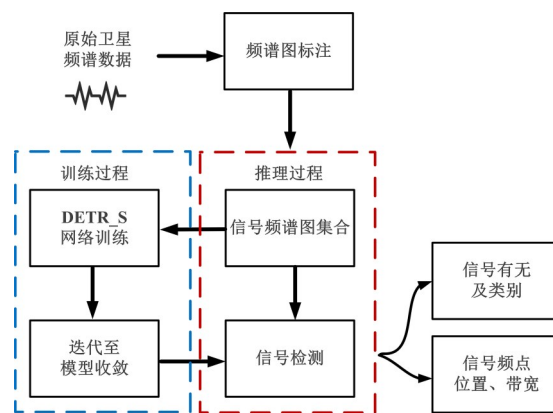 原始卫星
频谱数据
频谱图标注
训练过程
推理过程
DETR_S
网络训练
信号频谱图集合
迭代至
模型收敛
信号检测
信号有无
及类别
信号频点
位置、带宽